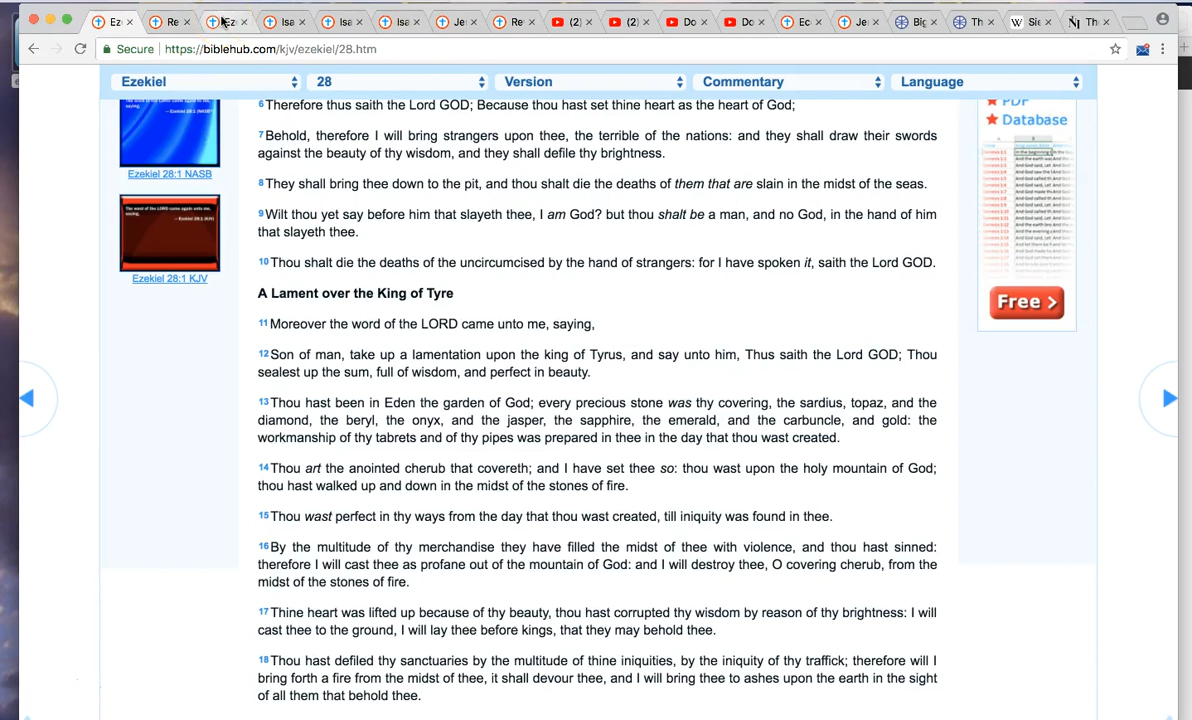 Eze Re Eze Isa Isa Isa Je Re (2) (2) Do Do Ec Je Big Th Sie Th
Secure https://biblehub.com/kjv/ezekiel/28.htm
Ezekiel 28 Version Commentary Language
6 Therefore thus saith the Lord GOD; Because thou hast set thine heart as the heart of God;
7 Behold, therefore I will bring strangers upon thee, the terrible of the nations: and they shall draw their swords
against the beauty of thy wisdom, and they shall defile thy brightness.
8 They shall bring thee down to the pit, and thou shalt die the deaths of them that are slain in the midst of the seas.
9 Wilt thou yet say before him that slayeth thee, I am God? but thou shalt be a man, and no God, in the hand of him
that slayeth thee.
10 Thou shalt die the deaths of the uncircumcised by the hand of strangers: for I have spoken it, saith the Lord GOD.
A Lament over the King of Tyre
11 Moreover the word of the LORD came unto me, saying,
12 Son of man, take up a lamentation upon the king of Tyrus, and say unto him, Thus saith the Lord GOD; Thou
sealest up the sum, full of wisdom, and perfect in beauty.
13 Thou hast been in Eden the garden of God; every precious stone was thy covering, the sardius, topaz, and the
diamond, the beryl, the onyx, and the jasper, the sapphire, the emerald, and the carbuncle, and gold: the
workmanship of thy tabrets and of thy pipes was prepared in thee in the day that thou wast created.
14 Thou art the anointed cherub that covereth; and I have set thee so: thou wast upon the holy mountain of God;
thou hast walked up and down in the midst of the stones of fire.
15 Thou wast perfect in thy ways from the day that thou wast created, till iniquity was found in thee.
16 By the multitude of thy merchandise they have filled the midst of thee with violence, and thou hast sinned:
therefore I will cast thee as profane out of the mountain of God: and I will destroy thee, O covering cherub, from the
midst of the stones of fire.
17 Thine heart was lifted up because of thy beauty, thou hast corrupted thy wisdom by reason of thy brightness: I will
cast thee to the ground, I will lay thee before kings, that they may behold thee.
18 Thou hast defiled thy sanctuaries by the multitude of thine iniquities, by the iniquity of thy traffick; therefore will I
bring forth a fire from the midst of thee, it shall devour thee, and I will bring thee to ashes upon the earth in the sight
of all them that behold thee.
Ezekiel 28:1 NASB
Ezekiel 28:1 KJV
PDF
Database
Free >